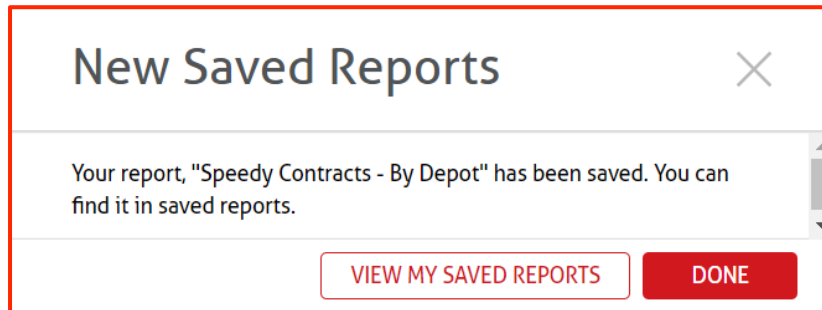 New Saved Reports
Your report, "Speedy Contracts - By Depot" has been saved. You can
find it in saved reports.
VIEW MY SAVED REPORTS
DONE